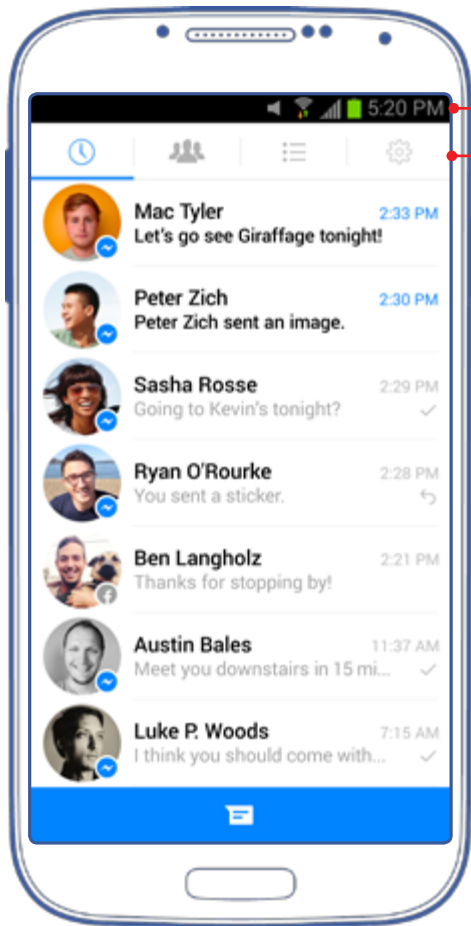 5:20 PM
Mac Tyler 2:33 PM
Let's go see Giraffage tonight!
Peter Zich 2:30 PM
Peter Zich sent an image.
Sasha Rosse 2:29 PM
Going to Kevin's tonight?
Ryan O'Rourke 2:28 PM
You sent a sticker.
Ben Langholz 2:21 PM
Thanks for stopping by!
Austin Bales 11:37 AM
Meet you downstairs in 15 mi...
Luke P. Woods 7:15 AM
I think you should come with...